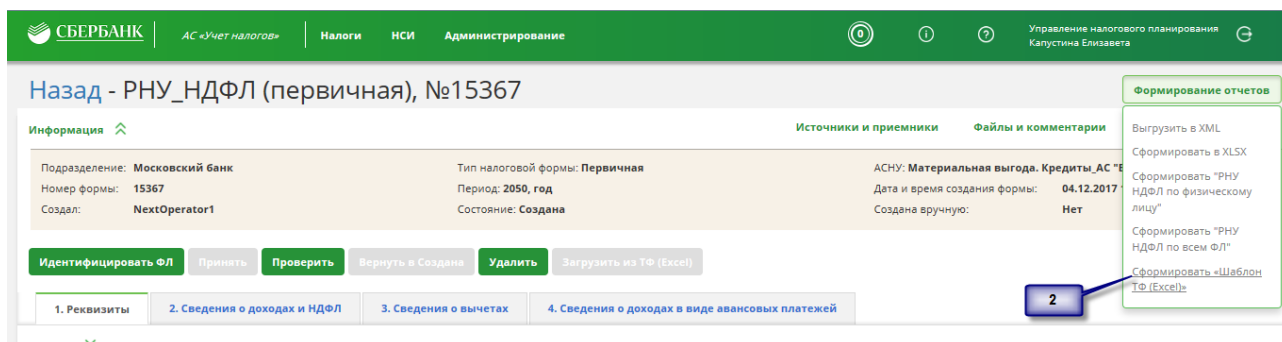 СБЕРБАНК АС «Учет налогов» Налоги НСИ Администрирование 0 Управление налогового планирования
Капустина Елизавета
Назад - РНУ_НДФЛ (первичная), №15367
Формирование отчетов
Информация Источники и приемники Файлы и комментарии
Выгрузить в XML
Сформировать в XLSX
Сформировать "РНУ
НДФЛ по физическому
лицу"
Сформировать "РНУ
НДФЛ по всем ФЛ"
Сформировать «Шаблон
ТФ (Excel)»
Подразделение: Московский банк Тип налоговой формы: Первичная АСНУ: Материальная выгода. Кредиты_АС "
Номер формы: 15367 Период: 2050, год Дата и время создания формы: 04.12.2017
Создал: NextOperator1 Состояние: Создана Создана вручную: Нет
Идентифицировать ФЛ Принять Проверить Вернуть в Создана Удалить Загрузить из ТФ (Excel)
2
1. Реквизиты 2. Сведения о доходах и НДФЛ 3. Сведения о вычетах 4. Сведения о доходах в виде авансовых платежей